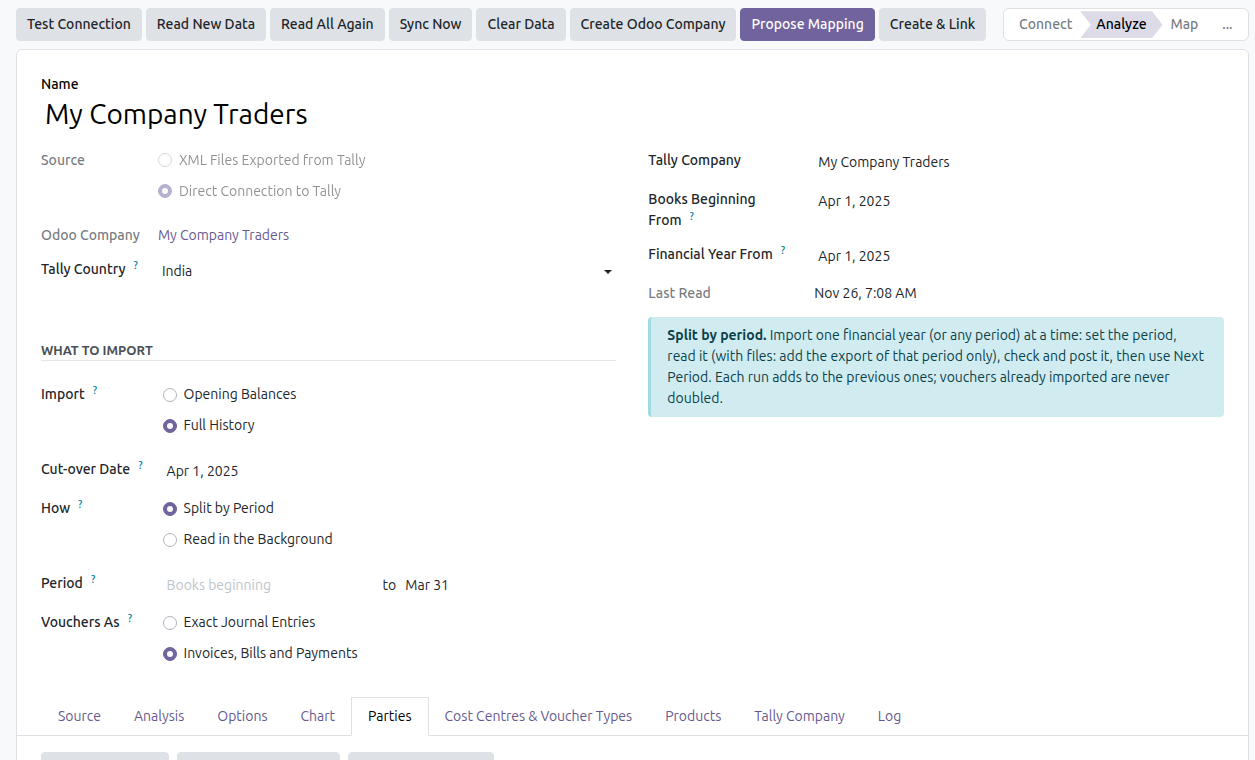 Test Connection Read New Data Read All Again Sync Now Clear Data Create Odoo Company Propose Mapping Create & Link Connect Analyze Map ...
Name
My Company Traders
Source XML Files Exported from Tally
Direct Connection to Tally
Odoo Company My Company Traders
Tally Country ? India
Tally Company My Company Traders
Books Beginning
From ? Apr 1, 2025
Financial Year From ? Apr 1, 2025
Last Read Nov 26, 7:08 AM
Split by period. Import one financial year (or any period) at a time: set the period,
read it (with files: add the export of that period only), check and post it, then use Next
Period. Each run adds to the previous ones; vouchers already imported are never
doubled.
WHAT TO IMPORT
Import ? Opening Balances
Full History
Cut-over Date ? Apr 1, 2025
How ? Split by Period
Read in the Background
Period ? Books beginning to Mar 31
Vouchers As ? Exact Journal Entries
Invoices, Bills and Payments
Source Analysis Options Chart Parties Cost Centres & Voucher Types Products Tally Company Log